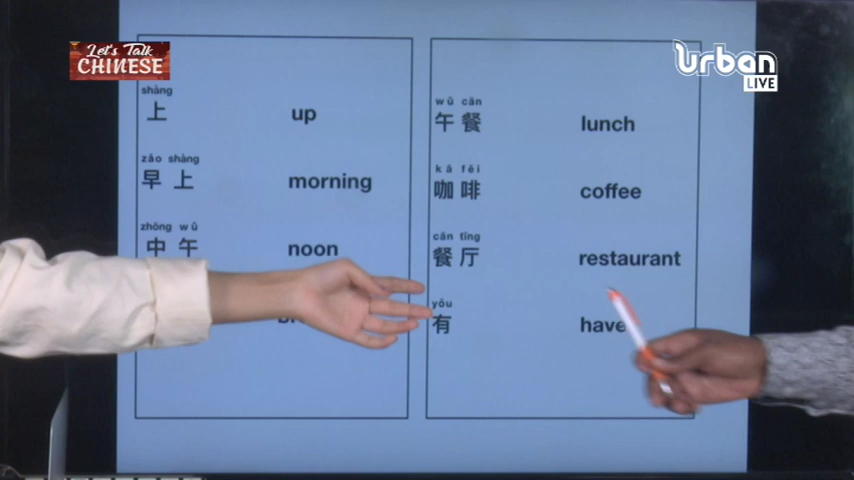 Let's Talk
CHINESE
urban
LIVE
shàng
上 up
zǎo shàng
早上 morning
zhōng wǔ
中午 noon
wǔ cān
午餐 lunch
kā fēi
咖啡 coffee
cān tīng
餐厅 restaurant
yǒu
有 have